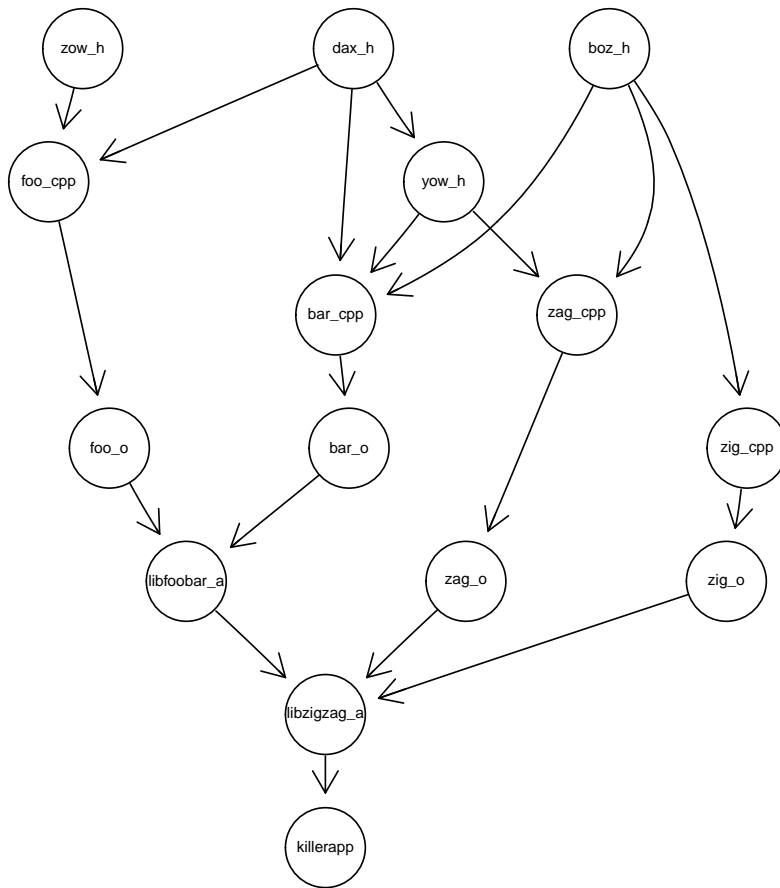 zow_h
dax_h
boz_h
foo_cpp
yow_h
bar_cpp
zag_cpp
foo_o
bar_o
zig_cpp
libfoobar_a
zag_o
zig_o
libzigzag_a
killerapp